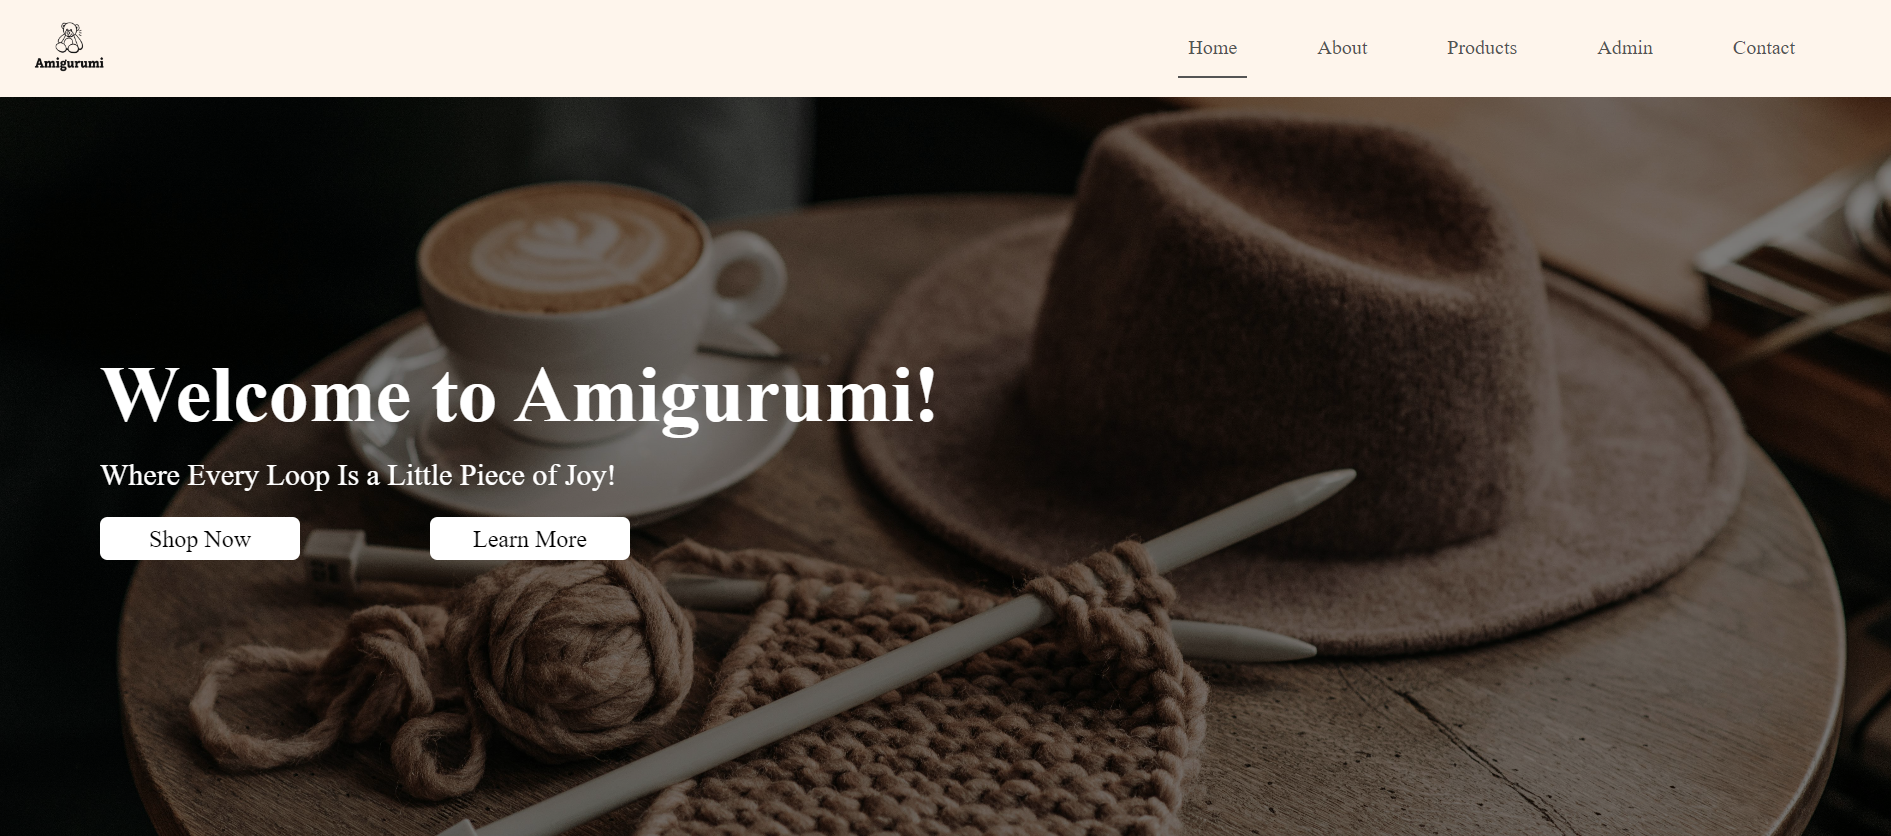 Amigurumi
Home
About
Products
Admin
Contact
Welcome to Amigurumi!
Where Every Loop Is a Little Piece of Joy!
Shop Now
Learn More